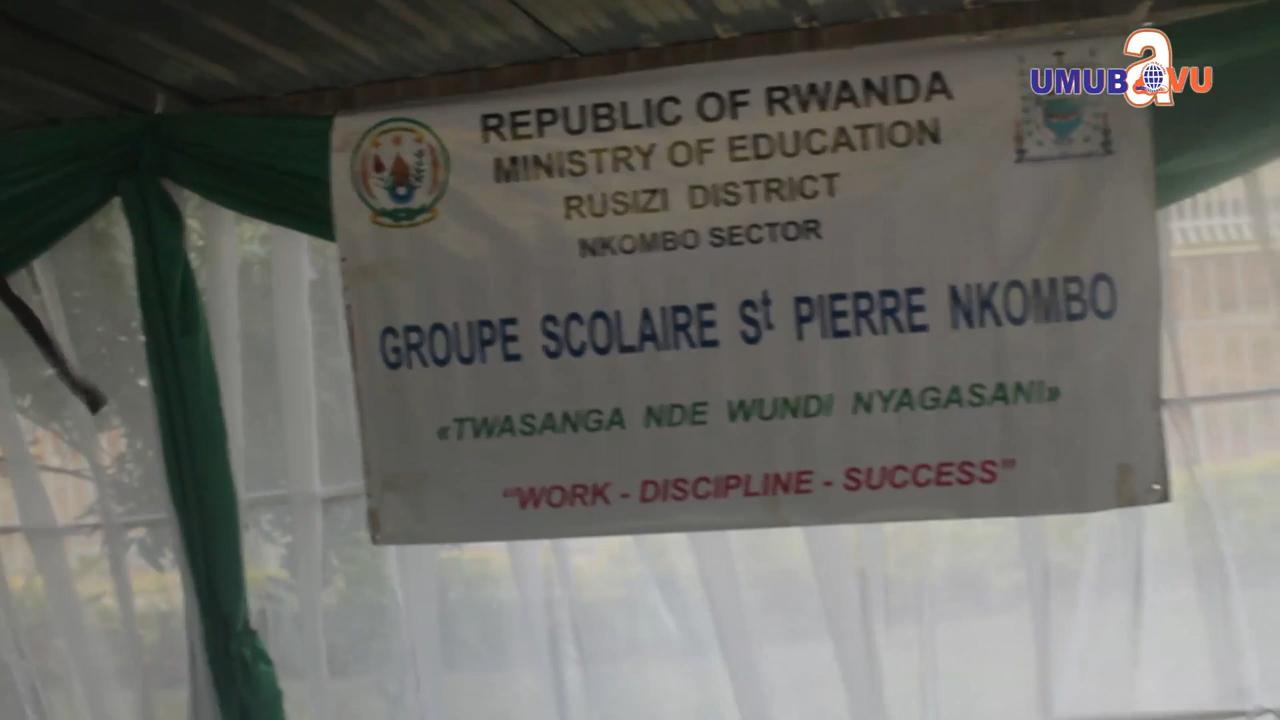 UMUBAVU
REPUBLIC OF RWANDA
MINISTRY OF EDUCATION
RUSIZI DISTRICT
NKOMBO SECTOR
GROUPE SCOLAIRE St PIERRE NKOMBO
«TWASANGA NDE WUNDI NYAGASANI»
“WORK - DISCIPLINE - SUCCESS”